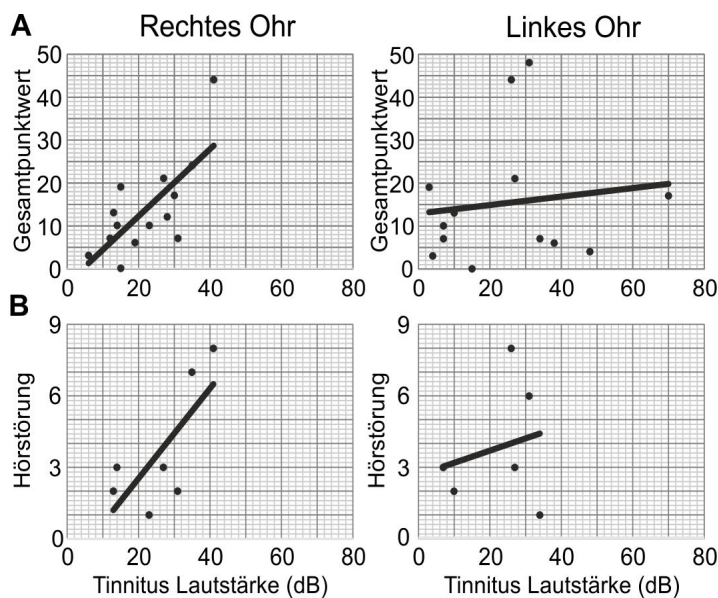 A
Rechtes Ohr
Linkes Ohr
Gesamtpunktwert
50
40
30
20
10
0
0 20 40 60 80
Gesamtpunktwert
50
40
30
20
10
0
0 20 40 60 80
B
Hörstörung
9
6
3
0
0 20 40 60 80
Tinnitus Lautstärke (dB)
Hörstörung
9
6
3
0
0 20 40 60 80
Tinnitus Lautstärke (dB)